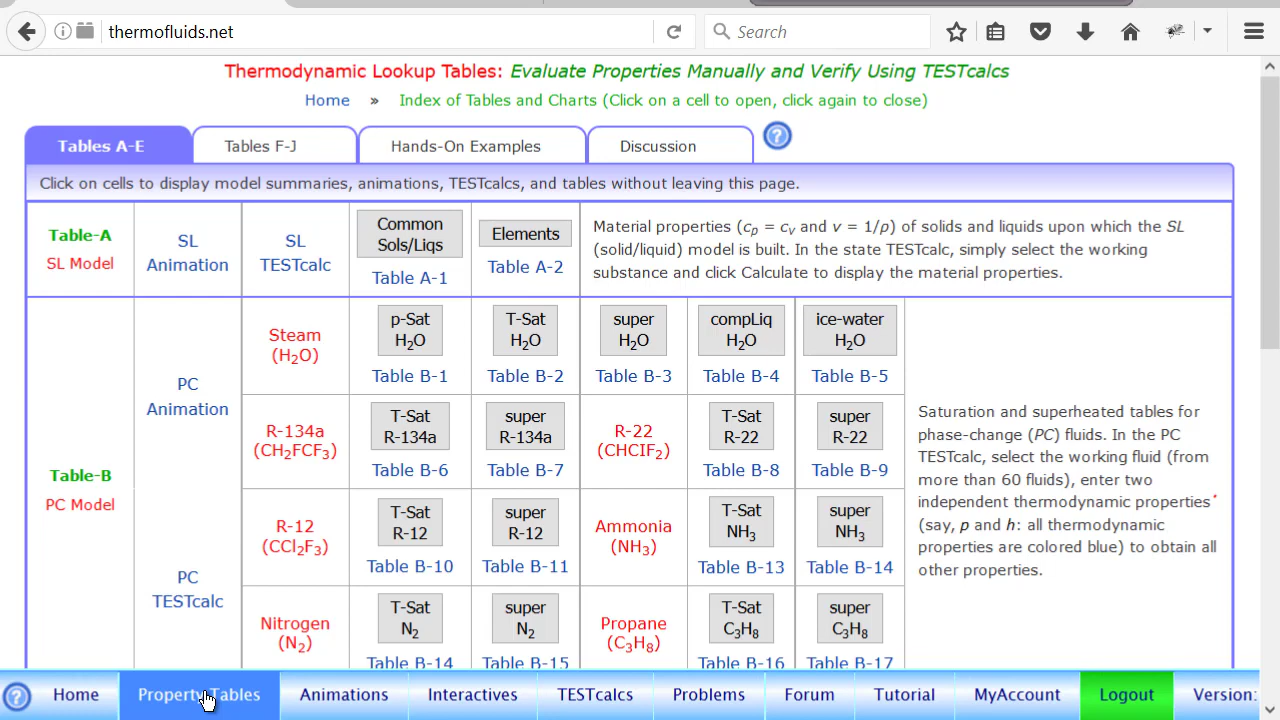 thermofluids.net
Search
Thermodynamic Lookup Tables: Evaluate Properties Manually and Verify Using TESTcalcs
Home » Index of Tables and Charts (Click on a cell to open, click again to close)
Tables A-E
Tables F-J
Hands-On Examples
Discussion
?
Click on cells to display model summaries, animations, TESTcalcs, and tables without leaving this page.
Table-A
SL Model
SL
Animation
SL
TESTcalc
Common
Sols/Liqs
Table A-1
Elements
Table A-2
Material properties (cp = cv and v = 1/ρ) of solids and liquids upon which the SL
(solid/liquid) model is built. In the state TESTcalc, simply select the working
substance and click Calculate to display the material properties.
Table-B
PC Model
PC
Animation
PC
TESTcalc
Steam
(H2O)
p-Sat
H2O
Table B-1
T-Sat
H2O
Table B-2
super
H2O
Table B-3
compLiq
H2O
Table B-4
ice-water
H2O
Table B-5
R-134a
(CH2FCF3)
T-Sat
R-134a
Table B-6
super
R-134a
Table B-7
R-22
(CHCIF2)
T-Sat
R-22
Table B-8
super
R-22
Table B-9
R-12
(CCl2F3)
T-Sat
R-12
Table B-10
super
R-12
Table B-11
Ammonia
(NH3)
T-Sat
NH3
Table B-13
super
NH3
Table B-14
Nitrogen
(N2)
T-Sat
N2
Table B-14
super
N2
Table B-15
Propane
(C3H8)
T-Sat
C3H8
Table B-16
super
C3H8
Table B-17
Saturation and superheated tables for
phase-change (PC) fluids. In the PC
TESTcalc, select the working fluid (from
more than 60 fluids), enter two
independent thermodynamic properties*
(say, p and h: all thermodynamic
properties are colored blue) to obtain all
other properties.
?
Home
Property Tables
Animations
Interactives
TESTcalcs
Problems
Forum
Tutorial
MyAccount
Logout
Version: